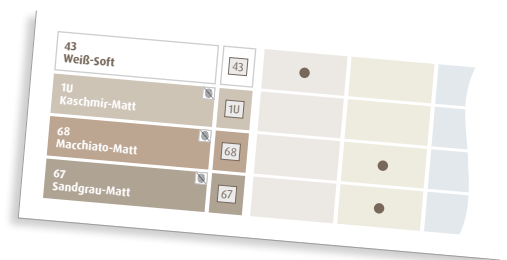 43
Weiß-Soft
43
1U
Kaschmir-Matt
1U
68
Macchiato-Matt
68
67
Sandgrau-Matt
67